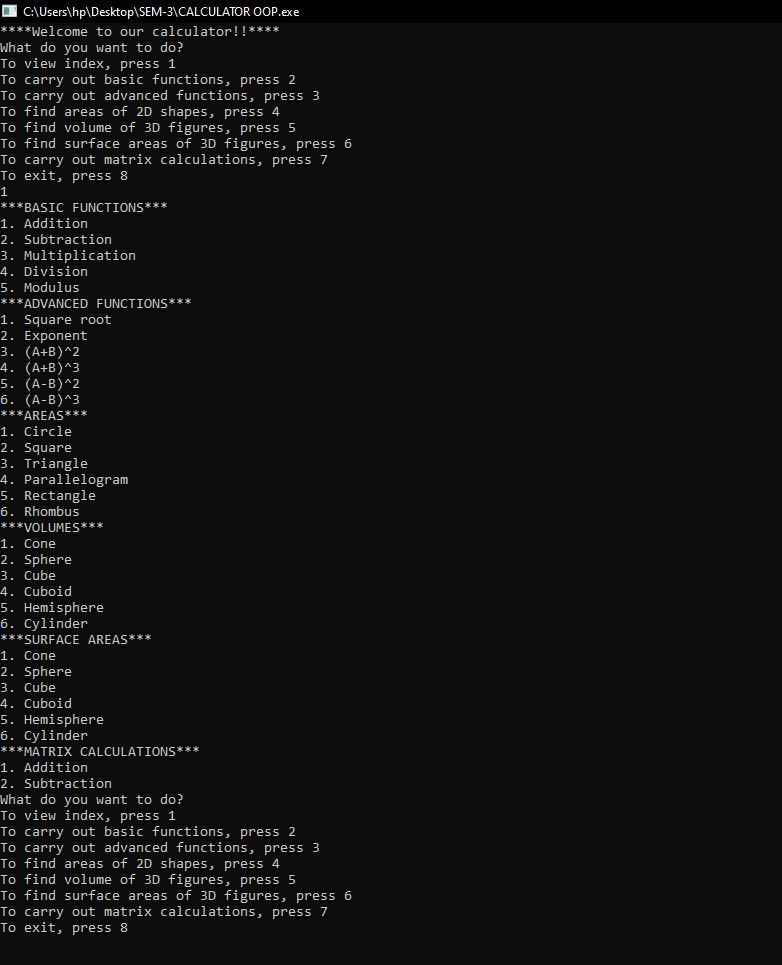 C:\Users\hp\Desktop\SEM-3\CALCULATOR OOP.exe
****Welcome to our calculator!!****
What do you want to do?
To view index, press 1
To carry out basic functions, press 2
To carry out advanced functions, press 3
To find areas of 2D shapes, press 4
To find volume of 3D figures, press 5
To find surface areas of 3D figures, press 6
To carry out matrix calculations, press 7
To exit, press 8
1
***BASIC FUNCTIONS***
1. Addition
2. Subtraction
3. Multiplication
4. Division
5. Modulus
***ADVANCED FUNCTIONS***
1. Square root
2. Exponent
3. (A+B)^2
4. (A+B)^3
5. (A-B)^2
6. (A-B)^3
***AREAS***
1. Circle
2. Square
3. Triangle
4. Parallelogram
5. Rectangle
6. Rhombus
***VOLUMES***
1. Cone
2. Sphere
3. Cube
4. Cuboid
5. Hemisphere
6. Cylinder
***SURFACE AREAS***
1. Cone
2. Sphere
3. Cube
4. Cuboid
5. Hemisphere
6. Cylinder
***MATRIX CALCULATIONS***
1. Addition
2. Subtraction
What do you want to do?
To view index, press 1
To carry out basic functions, press 2
To carry out advanced functions, press 3
To find areas of 2D shapes, press 4
To find volume of 3D figures, press 5
To find surface areas of 3D figures, press 6
To carry out matrix calculations, press 7
To exit, press 8